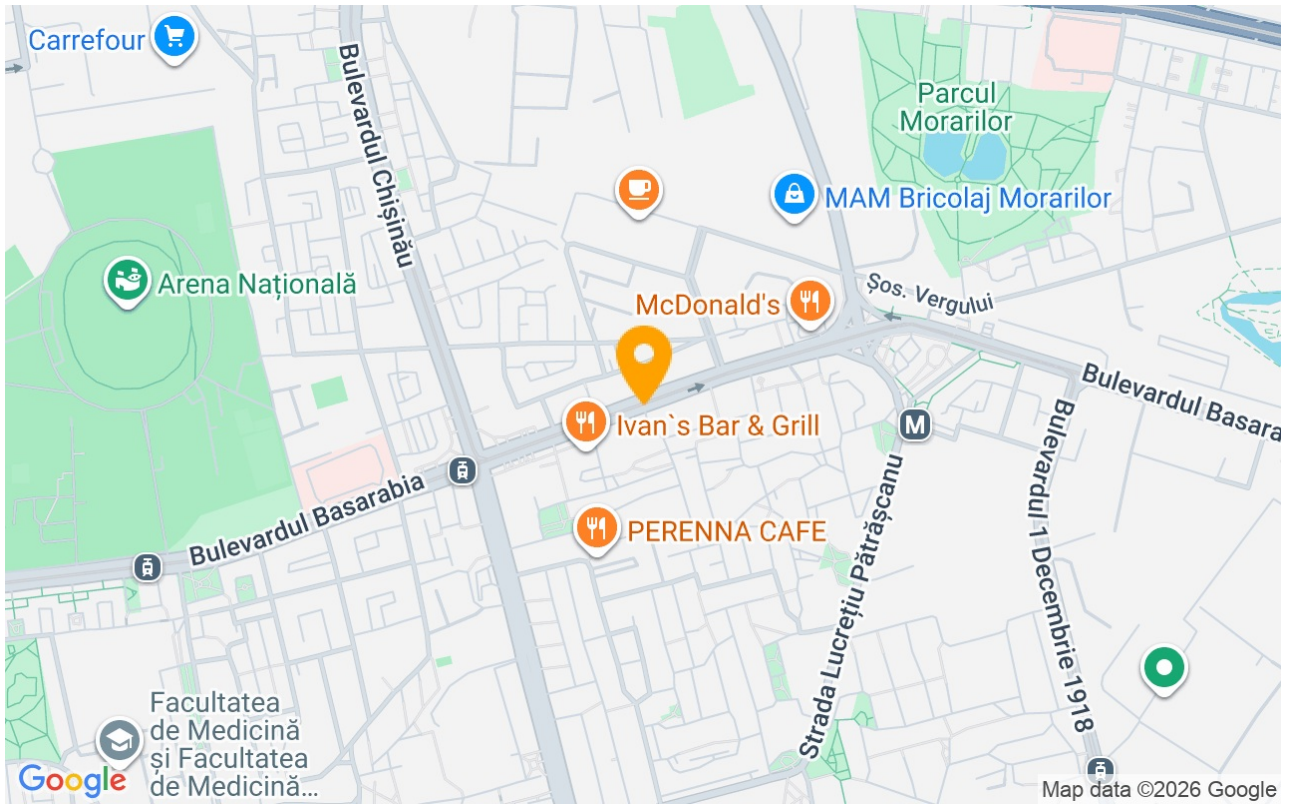 Carrefour
Bulevardul Chișinău
Parcul
Morarilor
MAM Bricolaj Morarilor
Arena Națională
Șos. Vergului
McDonald's
Bulevardul Basara
Ivan`s Bar & Grill
M
Bulevardul Basarabia
PERENNA CAFE
Strada Lucrețiu Pătrășcanu
Bulevardul 1 Decembrie 1918
Facultatea
de Medicină
și Facultatea
de Medicină...
Google
Map data ©2026 Google